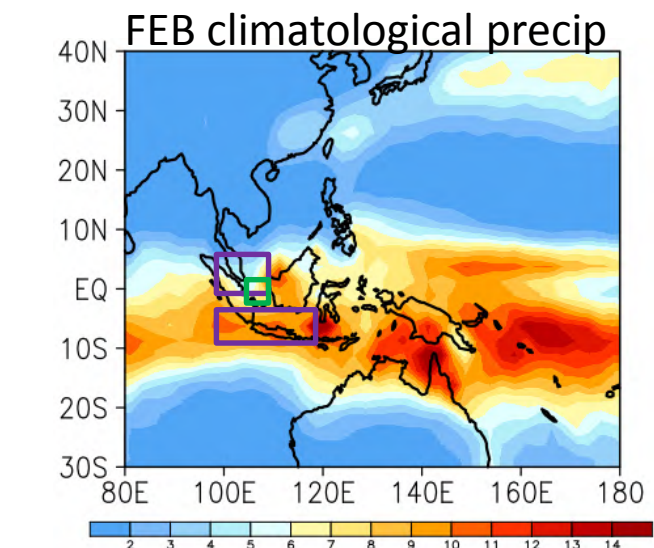 FEB climatological precip
40N
30N
20N
10N
EQ
10S
20S
30S
80E 100E 120E 140E 160E 180
2 3 4 5 6 7 8 9 10 11 12 13 14